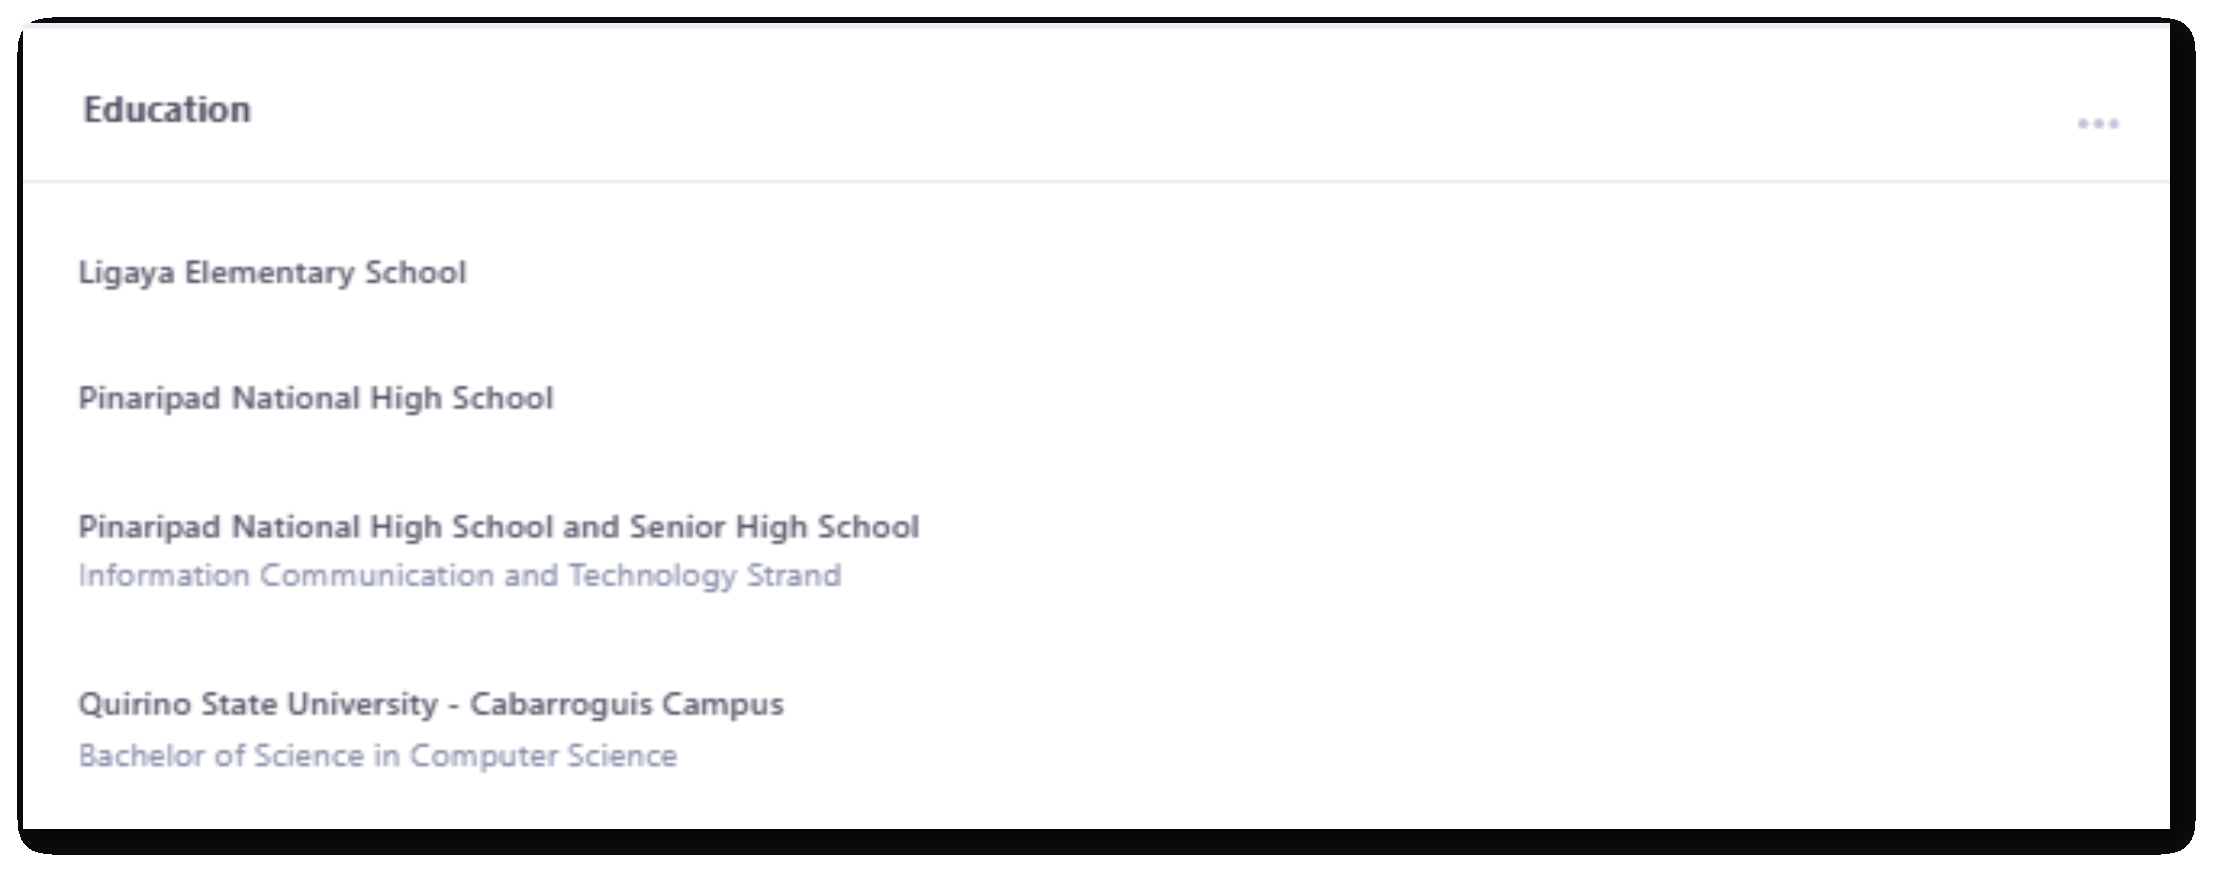 Education
Ligaya Elementary School
Pinaripad National High School
Pinaripad National High School and Senior High School
Information Communication and Technology Strand
Quirino State University - Cabarroguis Campus
Bachelor of Science in Computer Science